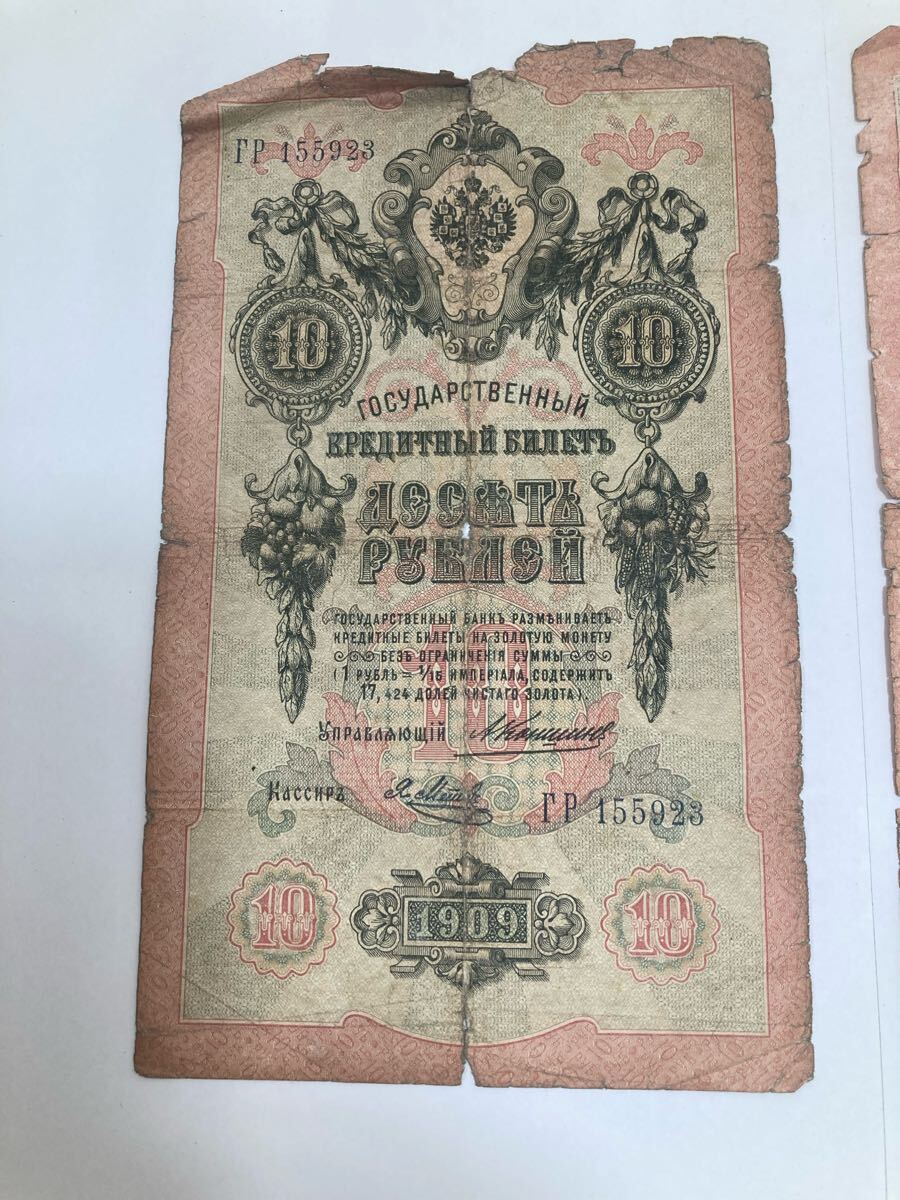 ГР 155923
10
10
ГОСУДАРСТВЕННЫЙ
КРЕДИТНЫЙ БИЛЕТЪ
ДЕСЯТЬ
РУБЛЕЙ
ГОСУДАРСТВЕННЫЙ БАНКЪ РАЗМѢНИВАЕТЪ
КРЕДИТНЫЕ БИЛЕТЫ НА ЗОЛОТУЮ МОНЕТУ
БЕЗЪ ОГРАНИЧЕНІЯ СУММЫ
(1 РУБЛЬ = 1/15 ИМПЕРІАЛА, СОДЕРЖИТЪ
17,424 ДОЛЕЙ ЧИСТАГО ЗОЛОТА).
10
УПРАВЛЯЮЩІЙ
КАССИРЪ
ГР 155923
10
1909
10